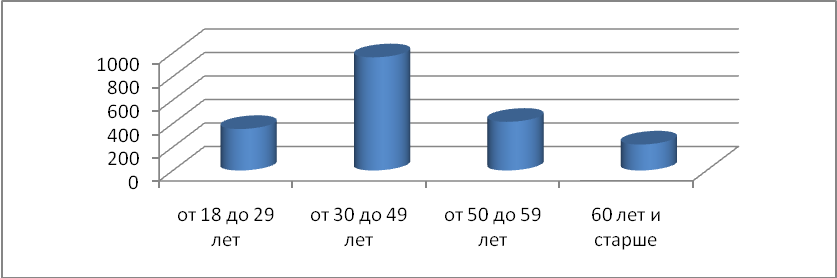 1000
800
600
400
200
0
от 18 до 29
лет
от 30 до 49
лет
от 50 до 59
лет
60 лет и
старше